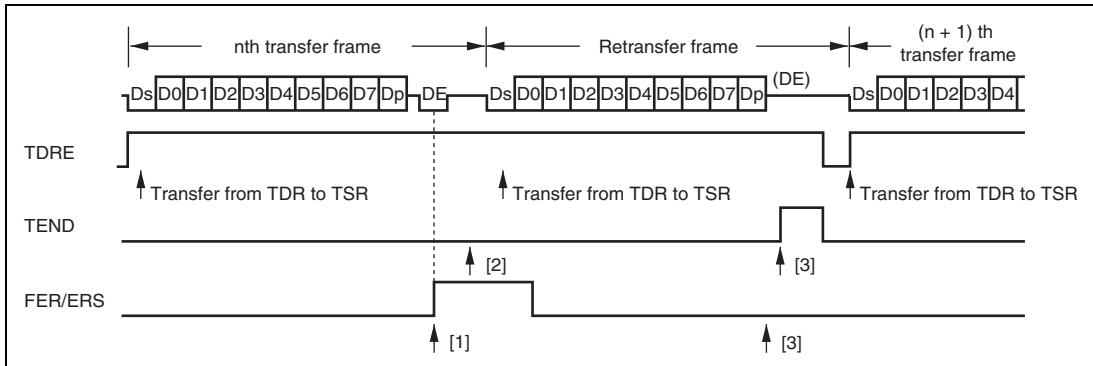 nth transfer frame
Retransfer frame
(n + 1) th
transfer frame
Ds D0 D1 D2 D3 D4 D5 D6 D7 Dp DE
Ds D0 D1 D2 D3 D4 D5 D6 D7 Dp (DE)
Ds D0 D1 D2 D3 D4
TDRE
Transfer from TDR to TSR
Transfer from TDR to TSR
Transfer from TDR to TSR
TEND
[2]
[3]
FER/ERS
[1]
[3]